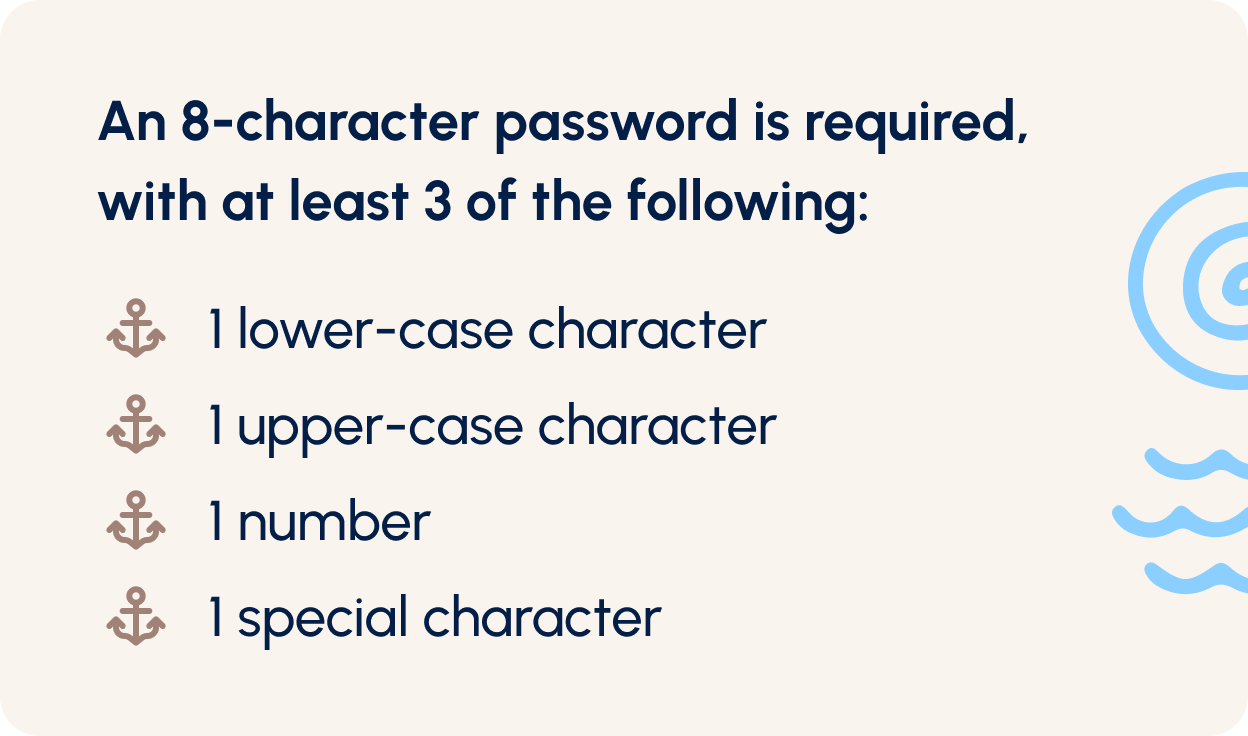 An 8-character password is required,
with at least 3 of the following:
1 lower-case character
1 upper-case character
1 number
1 special character